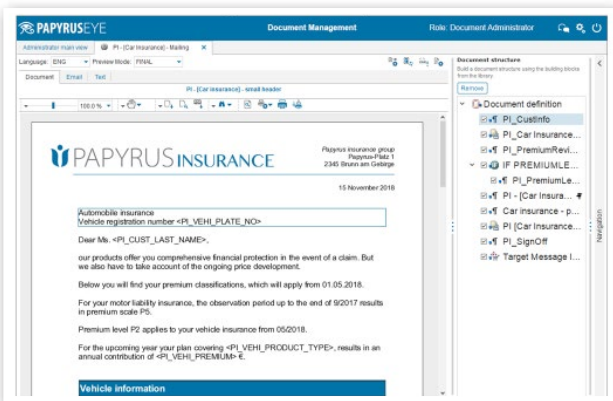 PAPYRUSEYE
Document Management
Role: Document Administrator
Administrator main view
PI - [Car Insurance] - Mailing
Language: ENG
Preview Mode: FINAL
Document
Email
Text
PI - [Car Insurance] - small header
100.0 %
PAPYRUS INSURANCE
Papyrus insurance group
Papyrus-Platz 1
2345 Brunn am Gebirge
15 November 2018
Automobile insurance
Vehicle registration number <PI_VEHI_PLATE_NO>
Dear Ms. <PI_CUST_LAST_NAME>,
our products offer you comprehensive financial protection in the event of a claim. But
we also have to take account of the ongoing price development.
Below you will find your premium classifications, which will apply from 01.05.2018.
For your motor liability insurance, the observation period up to the end of 9/2017 results
in premium scale P5.
Premium level P2 applies to your vehicle insurance from 05/2018.
For the upcoming year your plan covering <PI_VEHI_PRODUCT_TYPE>, results in an
annual contribution of <PI_VEHI_PREMIUM> €.
Vehicle information
Document structure
Build a document structure using the building blocks
from the library.
Remove
Document definition
PI_CustInfo
PI_Car Insurance...
PI_PremiumRevi...
IF PREMIUMLE...
PI_PremiumLe...
PI - [Car Insura...
Car insurance - p...
PI [Car Insurance...
PI_SignOff
Target Message I...
Navigation